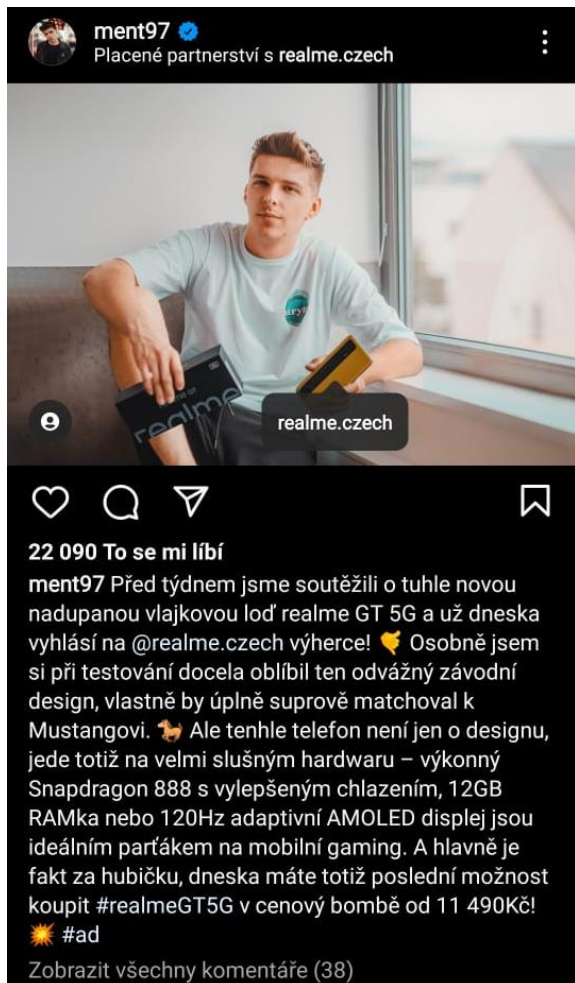 ment97
Placené partnerství s realme.czech
realme
realme.czech
22 090 To se mi líbí
ment97 Před týdnem jsme soutěžili o tuhle novou
nadupanou vlajkovou loď realme GT 5G a už dneska
vyhlásí na @realme.czech výherce! 🤙 Osobně jsem
si při testování docela oblíbil ten odvážný závodní
design, vlastně by úplně suprově matchoval k
Mustangovi. 🐎 Ale tenhle telefon není jen o designu,
jede totiž na velmi slušným hardwaru – výkonný
Snapdragon 888 s vylepšeným chlazením, 12GB
RAMka nebo 120Hz adaptivní AMOLED displej jsou
ideálním parťákem na mobilní gaming. A hlavně je
fakt za hubičku, dneska máte totiž poslední možnost
koupit #realmeGT5G v cenový bombě od 11 490Kč!
💥 #ad
Zobrazit všechny komentáře (38)